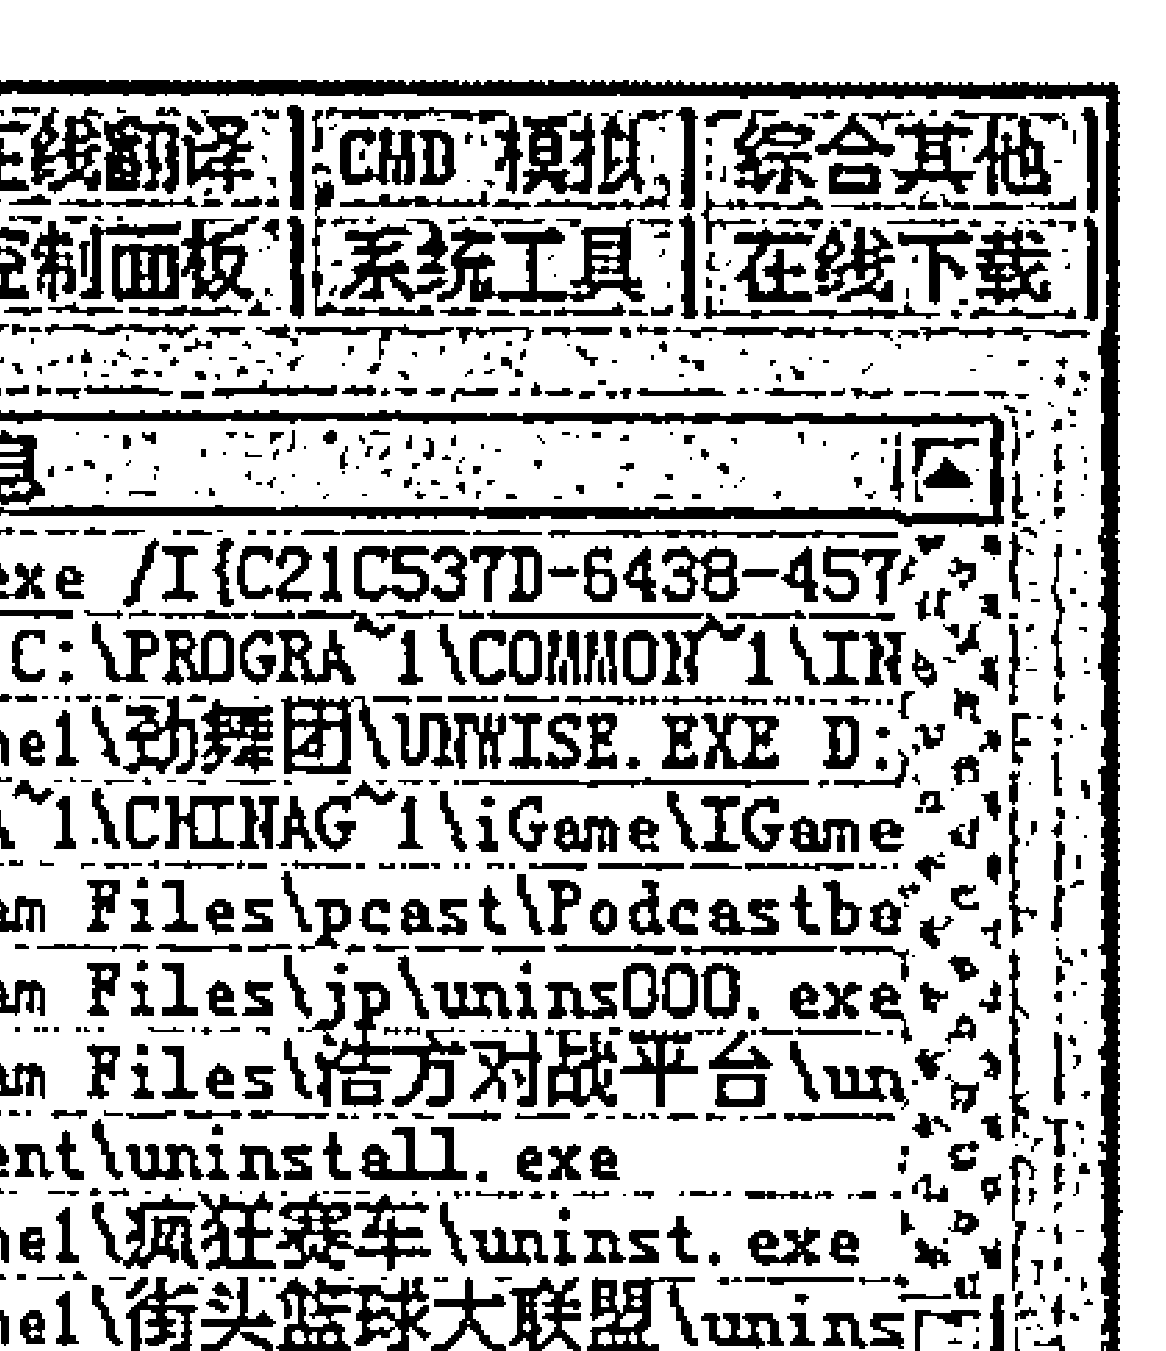 在线翻译 CMD 模拟 综合其他
控制面板 系统工具 在线下载
息
exe /I{C21C537D-6438-457
C:\PROGRA~1\COMMON~1\IN
nel\劲舞团\UNWISE.EXE D:
A~1\CHINAG~1\iGame\IGame
am Files\pcast\Podcastbo
am Files\jp\unins000.exe
am Files\浩方对战平台\un
ent\uninstall.exe
nel\疯狂赛车\uninst.exe
nel\街头篮球大联盟\unins